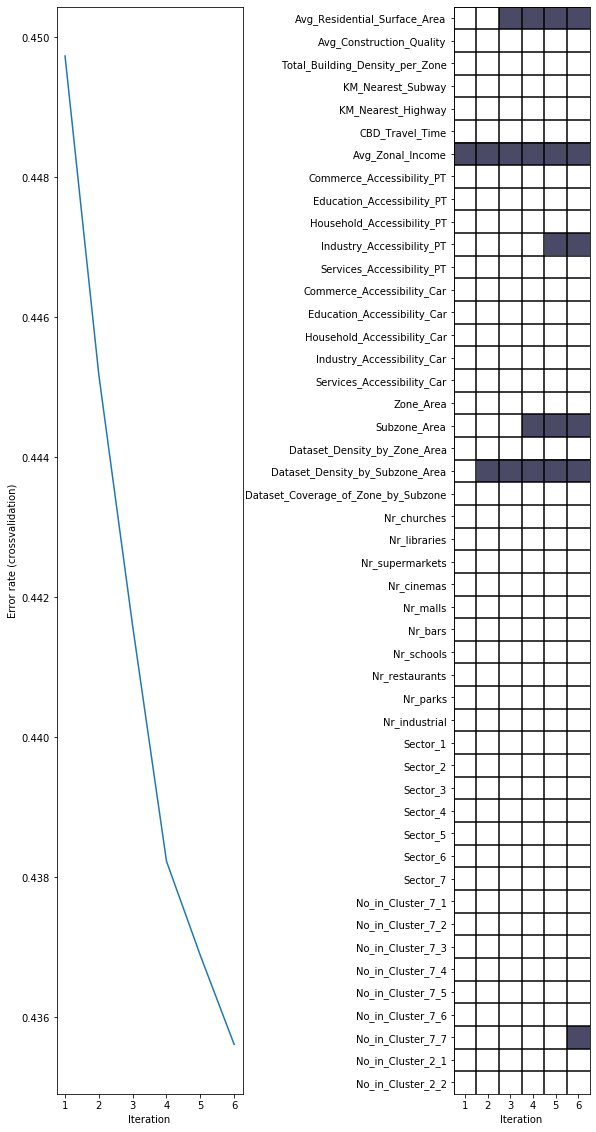 0.450
0.448
0.446
0.444
0.442
0.440
0.438
0.436
Error rate (crossvalidation)
1 2 3 4 5 6
Iteration
Avg_Residential_Surface_Area
Avg_Construction_Quality
Total_Building_Density_per_Zone
KM_Nearest_Subway
KM_Nearest_Highway
CBD_Travel_Time
Avg_Zonal_Income
Commerce_Accessibility_PT
Education_Accessibility_PT
Household_Accessibility_PT
Industry_Accessibility_PT
Services_Accessibility_PT
Commerce_Accessibility_Car
Education_Accessibility_Car
Household_Accessibility_Car
Industry_Accessibility_Car
Services_Accessibility_Car
Zone_Area
Subzone_Area
Dataset_Density_by_Zone_Area
Dataset_Density_by_Subzone_Area
Dataset_Coverage_of_Zone_by_Subzone
Nr_churches
Nr_libraries
Nr_supermarkets
Nr_cinemas
Nr_malls
Nr_bars
Nr_schools
Nr_restaurants
Nr_parks
Nr_industrial
Sector_1
Sector_2
Sector_3
Sector_4
Sector_5
Sector_6
Sector_7
No_in_Cluster_7_1
No_in_Cluster_7_2
No_in_Cluster_7_3
No_in_Cluster_7_4
No_in_Cluster_7_5
No_in_Cluster_7_6
No_in_Cluster_7_7
No_in_Cluster_2_1
No_in_Cluster_2_2
1 2 3 4 5 6
Iteration